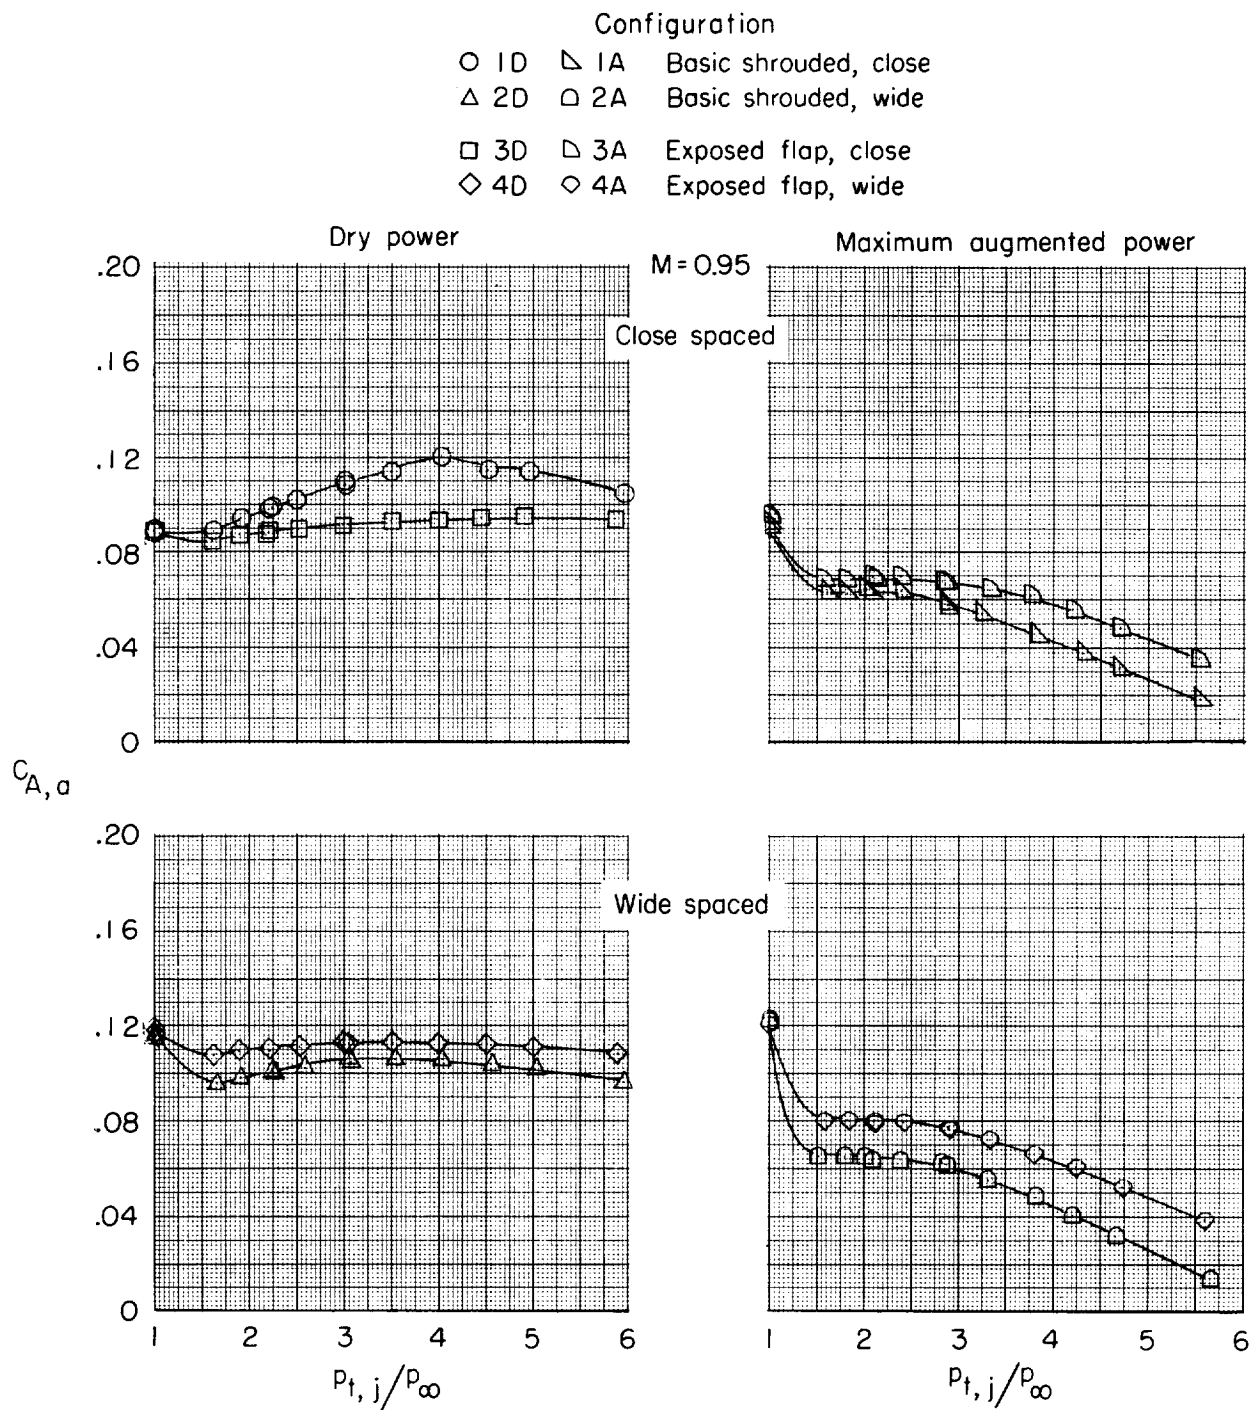 Configuration
1D 1A Basic shrouded, close
2D 2A Basic shrouded, wide
3D 3A Exposed flap, close
4D 4A Exposed flap, wide
Dry power
Maximum augmented power
M = 0.95
.20
Close spaced
.16
.12
.08
.04
0
C_{A, a}
.20
Wide spaced
.16
.12
.08
.04
0
1 2 3 4 5 6
1 2 3 4 5 6
p_{t, j}/p_∞
p_{t, j}/p_∞